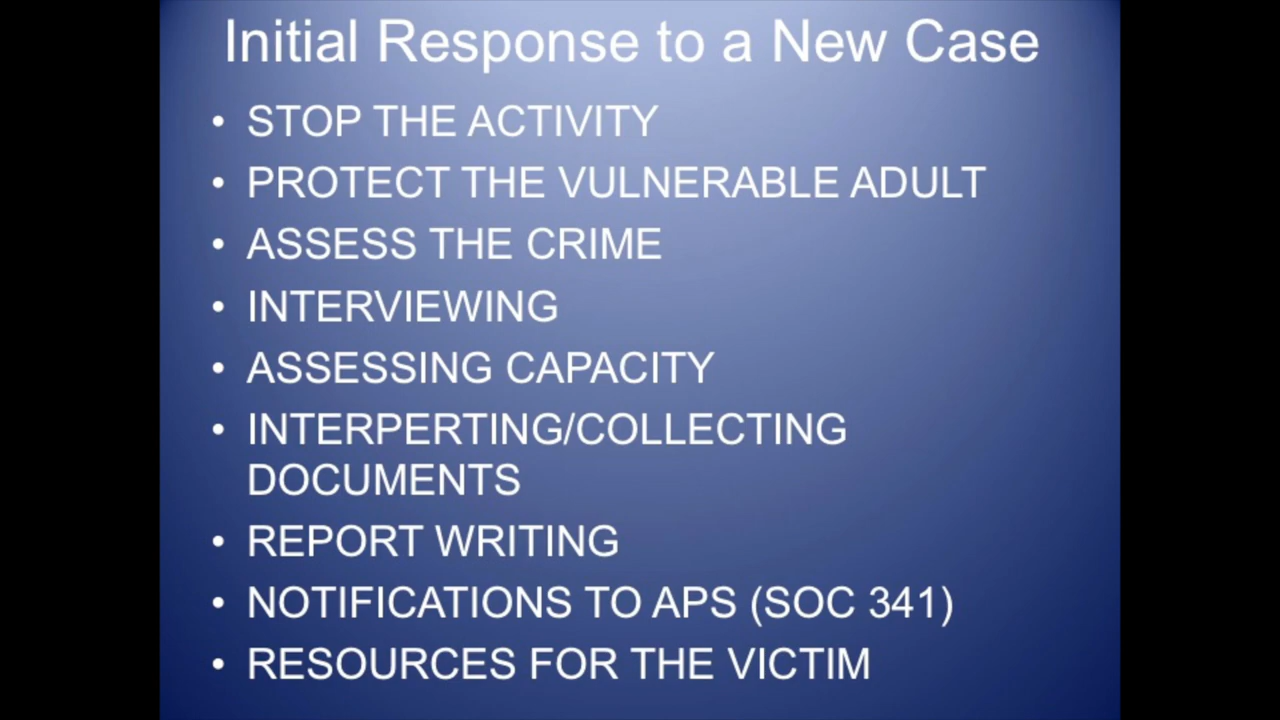 Initial Response to a New Case
• STOP THE ACTIVITY
• PROTECT THE VULNERABLE ADULT
• ASSESS THE CRIME
• INTERVIEWING
• ASSESSING CAPACITY
• INTERPERTING/COLLECTING
DOCUMENTS
• REPORT WRITING
• NOTIFICATIONS TO APS (SOC 341)
• RESOURCES FOR THE VICTIM